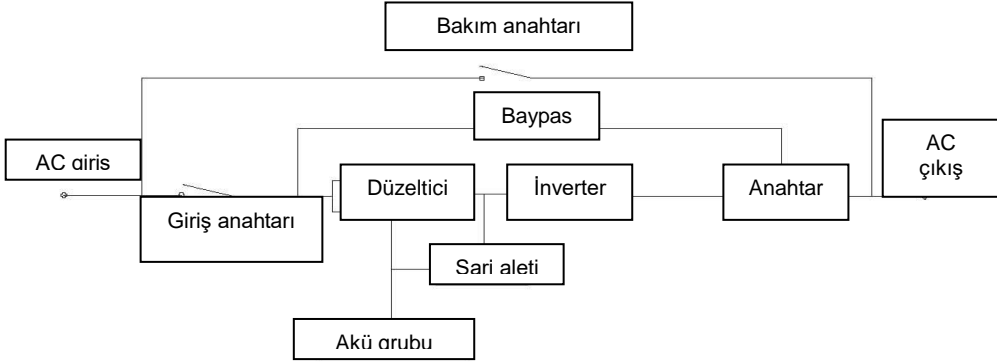 Bakım anahtarı
Baypas
AC giriş
AC
çıkış
Düzeltici
İnverter
Anahtar
Giriş anahtarı
Şarj aleti
Akü grubu